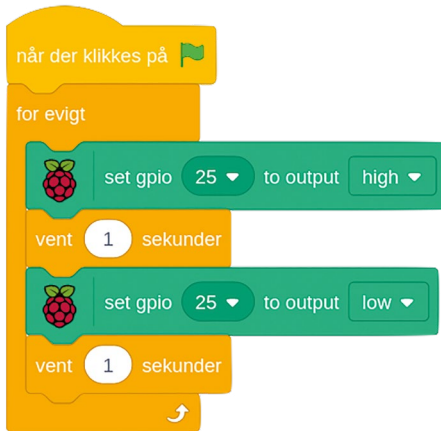 når der klikkes på
for evigt
set gpio 25 to output high
vent 1 sekunder
set gpio 25 to output low
vent 1 sekunder